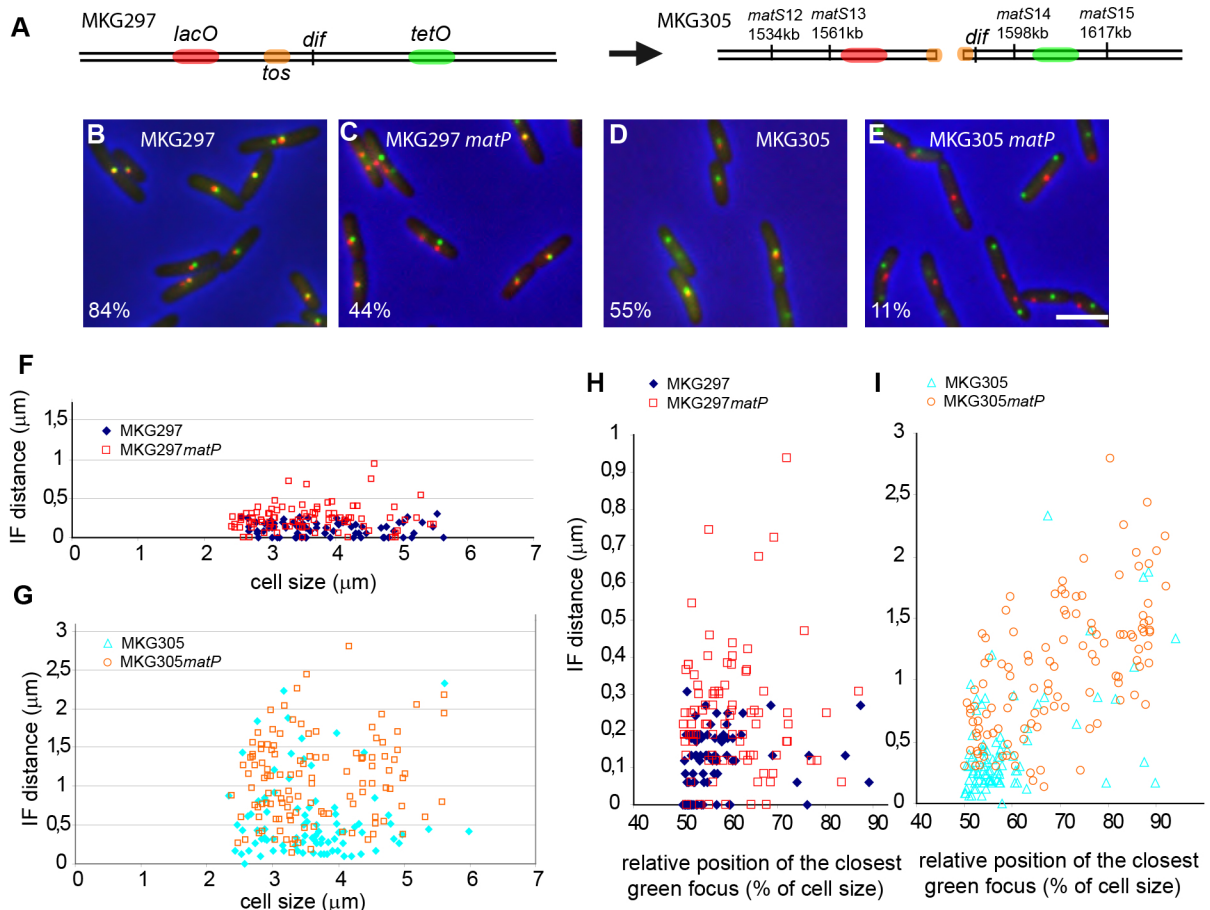 A
MKG297
lacO
dif
tetO
tos
MKG305
matS12
1534kb
matS13
1561kb
dif
matS14
1598kb
matS15
1617kb
B
MKG297
84%
C
MKG297 matP
44%
D
MKG305
55%
E
MKG305 matP
11%
F
IF distance (μm)
1,5
1
0,5
0
MKG297
MKG297matP
0 1 2 3 4 5 6 7
cell size (μm)
G
IF distance (μm)
3
2,5
2
1,5
1
0,5
0
MKG305
MKG305matP
0 1 2 3 4 5 6 7
cell size (μm)
H
MKG297
MKG297matP
IF distance (μm)
1
0,9
0,8
0,7
0,6
0,5
0,4
0,3
0,2
0,1
0
40 50 60 70 80 90
relative position of the closest
green focus (% of cell size)
I
MKG305
MKG305matP
3
2,5
2
1,5
1
0,5
0
40 50 60 70 80 90
relative position of the closest
green focus (% of cell size)